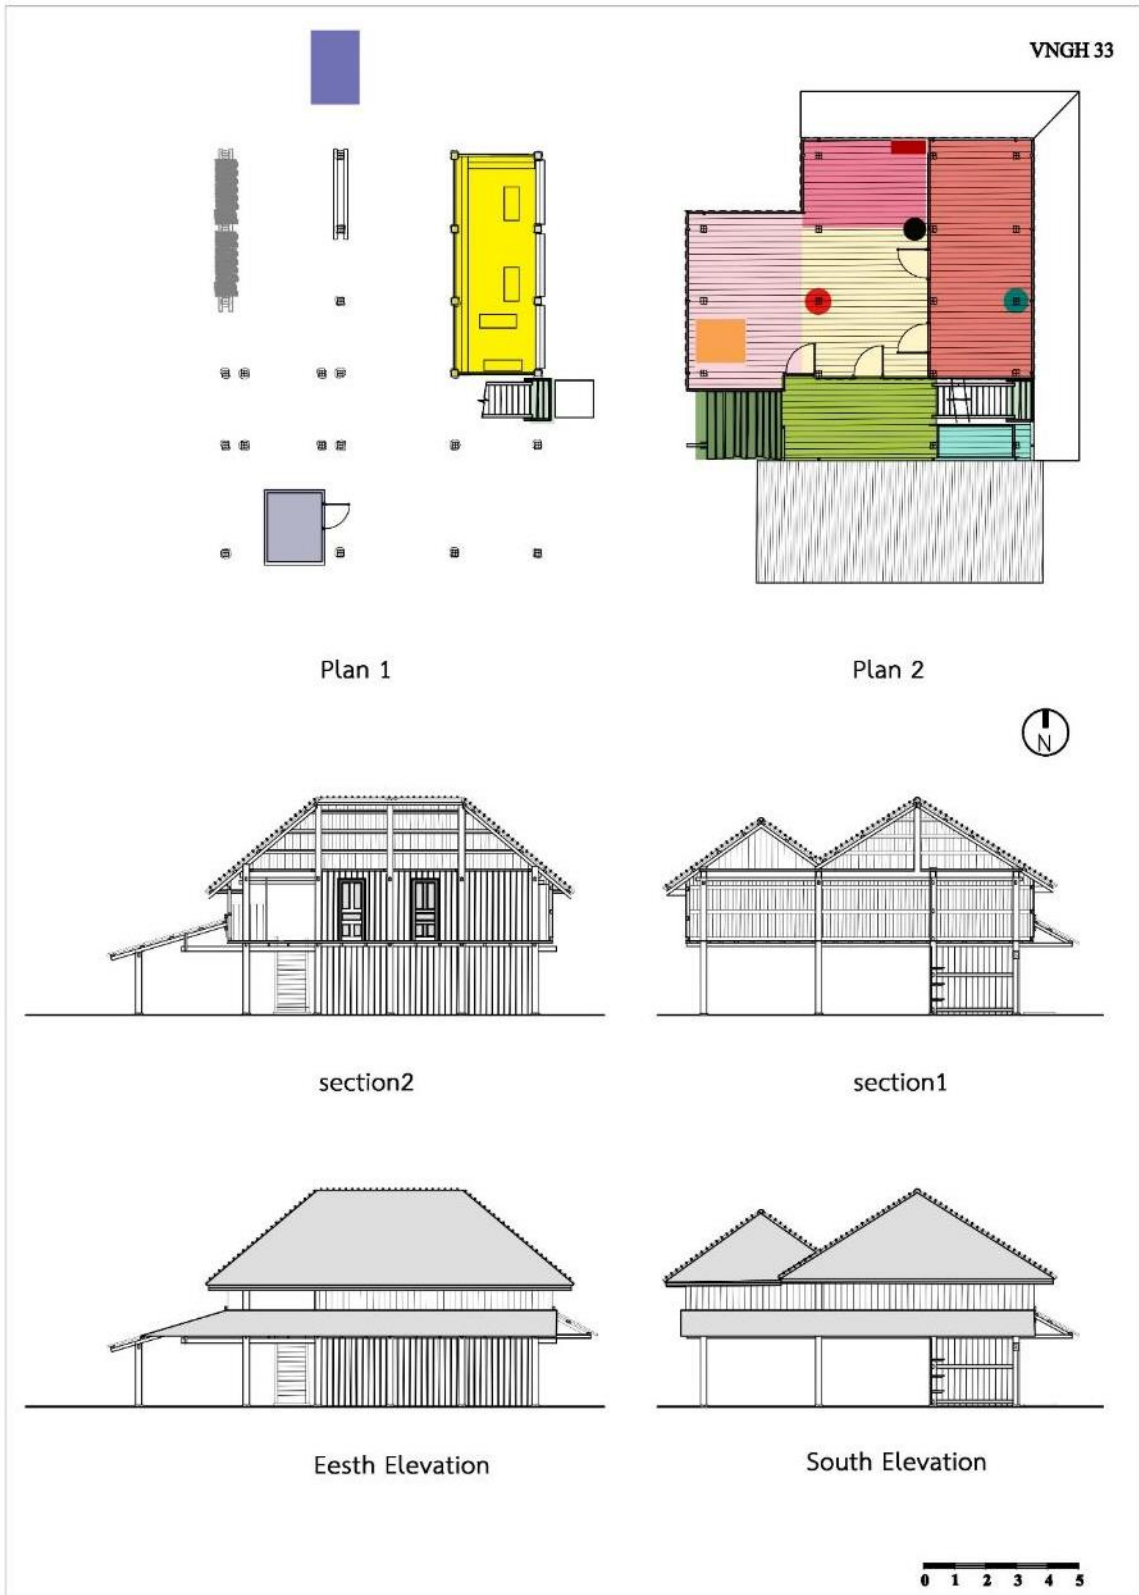 VNGH 33
Plan 1
Plan 2
N
section2
section1
Eesth Elevation
South Elevation
0 1 2 3 4 5